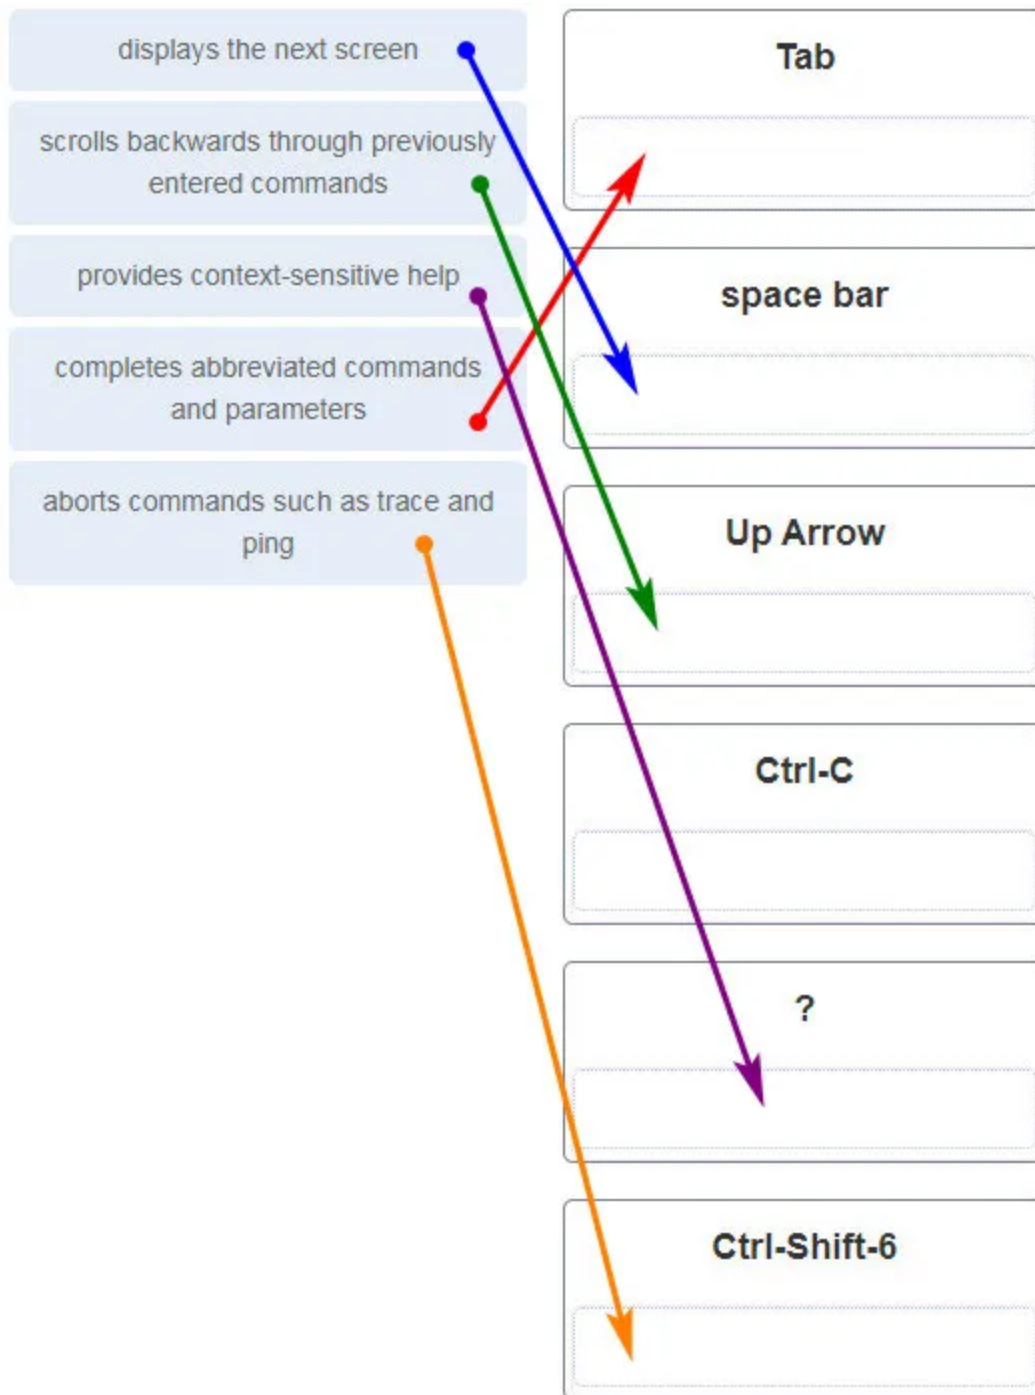 displays the next screen
scrolls backwards through previously
entered commands
provides context-sensitive help
completes abbreviated commands
and parameters
aborts commands such as trace and
ping
Tab
space bar
Up Arrow
Ctrl-C
?
Ctrl-Shift-6